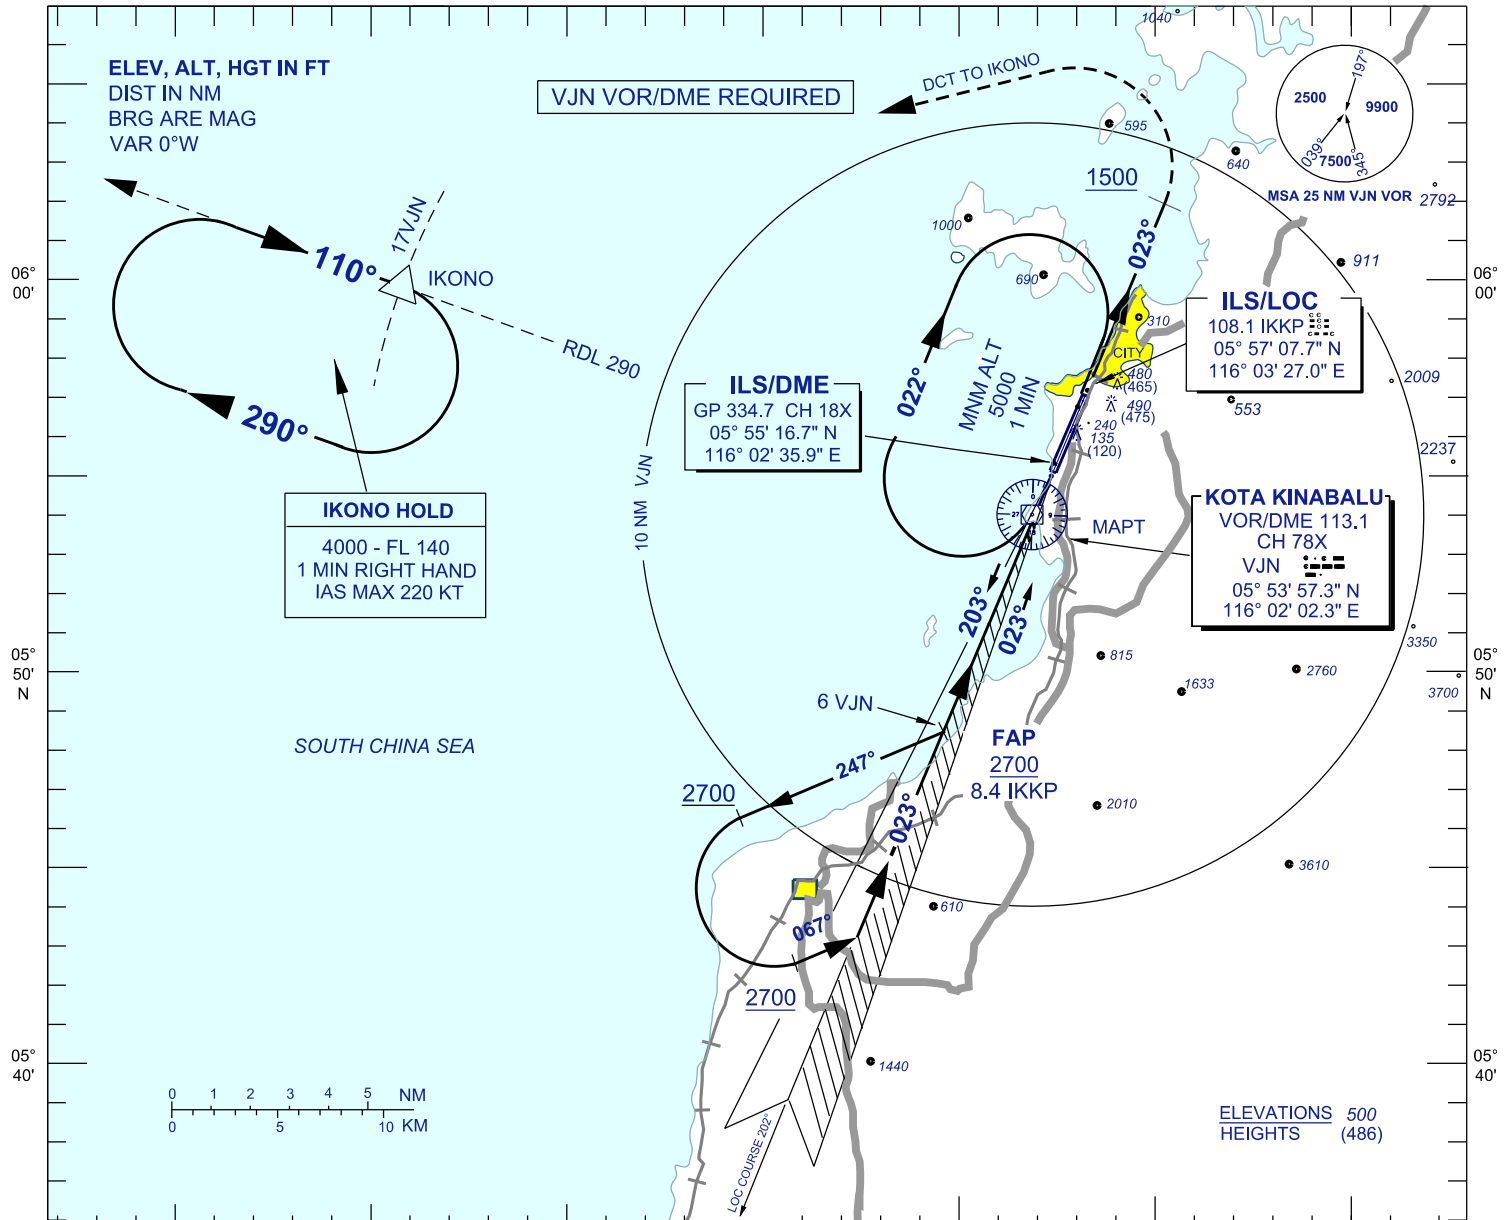 1040
ELEV, ALT, HGT IN FT
DIST IN NM
BRG ARE MAG
VAR 0°W
VJN VOR/DME REQUIRED
DCT TO IKONO
197°
2500
9900
039°
7500
345°
MSA 25 NM VJN VOR
595
640
2792
1500
1000
690
023°
911
17VJN
110°
IKONO
RDL 290
290°
06°
00'
06°
00'
ILS/LOC
108.1 IKKP
05° 57' 07.7" N
116° 03' 27.0" E
310
CITY
480
(465)
490
(475)
240
135
(120)
2009
553
2237
ILS/DME
GP 334.7 CH 18X
05° 55' 16.7" N
116° 02' 35.9" E
022°
MNM ALT
5000
1 MIN
10 NM VJN
IKONO HOLD
4000 - FL 140
1 MIN RIGHT HAND
IAS MAX 220 KT
0
9
27
MAPT
KOTA KINABALU
VOR/DME 113.1
CH 78X
VJN
05° 53' 57.3" N
116° 02' 02.3" E
203°
023°
815
1633
2760
3350
3700
05°
50'
N
05°
50'
N
6 VJN
SOUTH CHINA SEA
247°
FAP
2700
8.4 IKKP
2700
023°
2010
3610
610
067°
2700
1440
05°
40'
05°
40'
0 1 2 3 4 5 NM
0 5 10 KM
LOC COURSE 202°
ELEVATIONS 500
HEIGHTS (486)